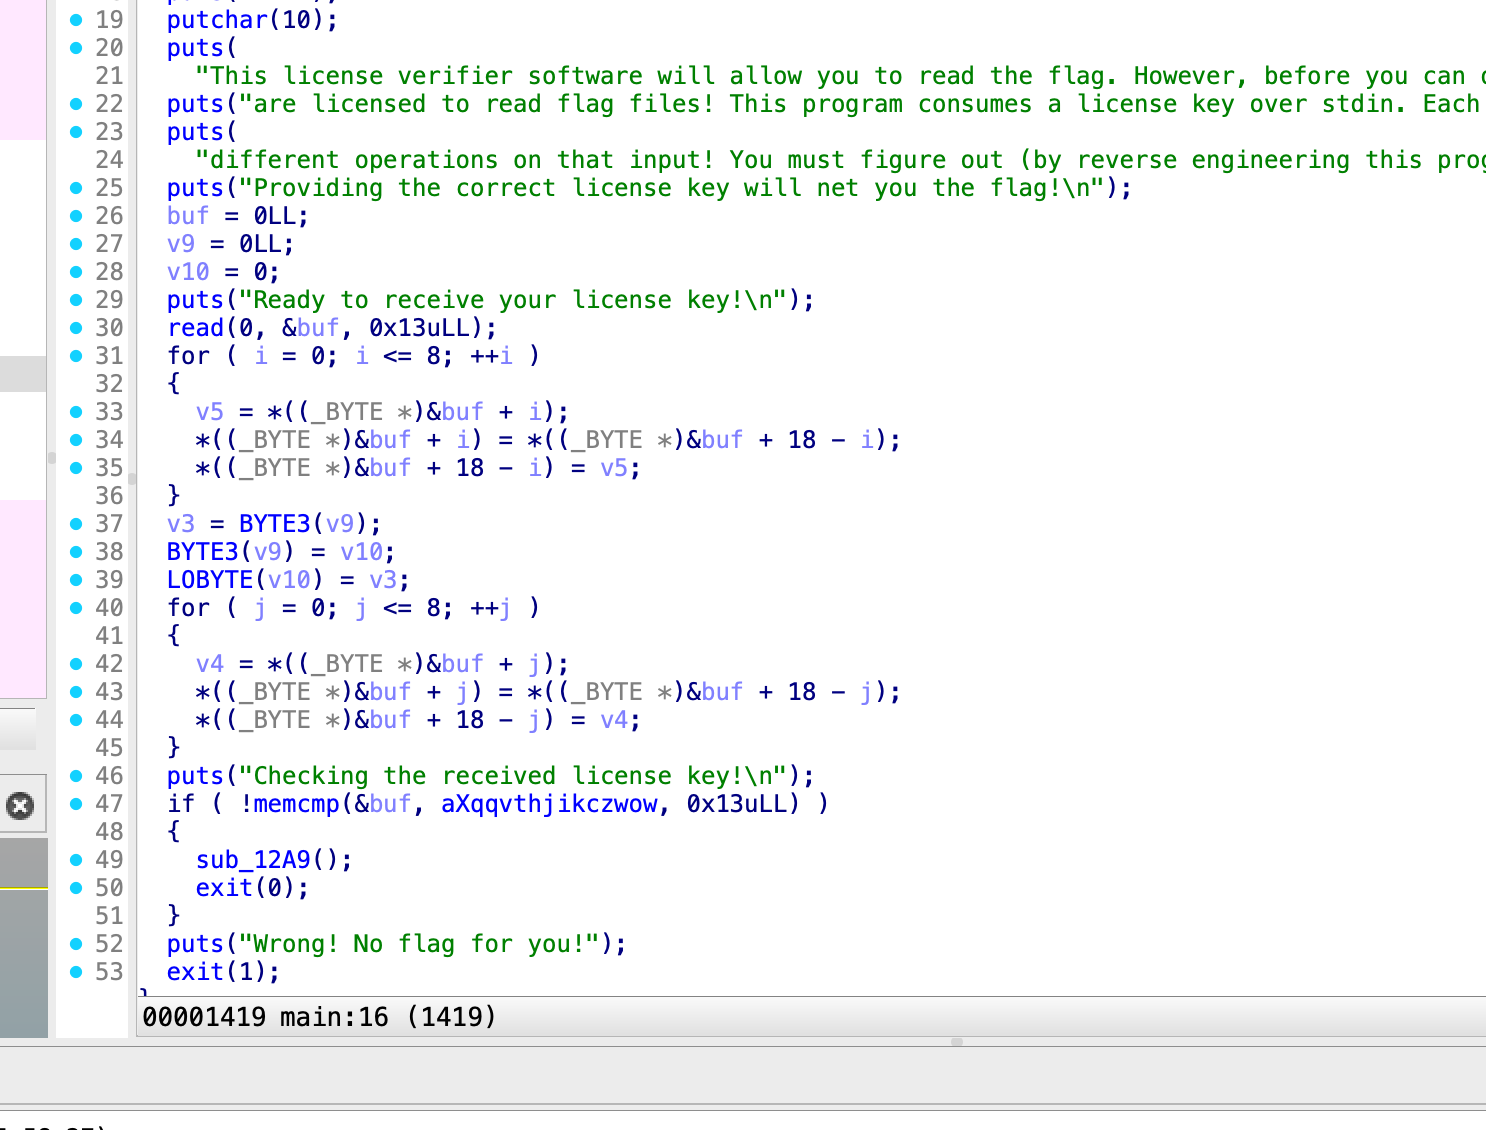 19 putchar(10);
20 puts(
21 "This license verifier software will allow you to read the flag. However, before you can
22 puts("are licensed to read flag files! This program consumes a license key over stdin. Each
23 puts(
24 "different operations on that input! You must figure out (by reverse engineering this prog
25 puts("Providing the correct license key will net you the flag!\n");
26 buf = 0LL;
27 v9 = 0LL;
28 v10 = 0;
29 puts("Ready to receive your license key!\n");
30 read(0, &buf, 0x13uLL);
31 for ( i = 0; i <= 8; ++i )
32 {
33 v5 = *((_BYTE *)&buf + i);
34 *((_BYTE *)&buf + i) = *((_BYTE *)&buf + 18 - i);
35 *((_BYTE *)&buf + 18 - i) = v5;
36 }
37 v3 = BYTE3(v9);
38 BYTE3(v9) = v10;
39 LOBYTE(v10) = v3;
40 for ( j = 0; j <= 8; ++j )
41 {
42 v4 = *((_BYTE *)&buf + j);
43 *((_BYTE *)&buf + j) = *((_BYTE *)&buf + 18 - j);
44 *((_BYTE *)&buf + 18 - j) = v4;
45 }
46 puts("Checking the received license key!\n");
47 if ( !memcmp(&buf, aXqqvthjikczwow, 0x13uLL) )
48 {
49 sub_12A9();
50 exit(0);
51 }
52 puts("Wrong! No flag for you!");
53 exit(1);
00001419 main:16 (1419)